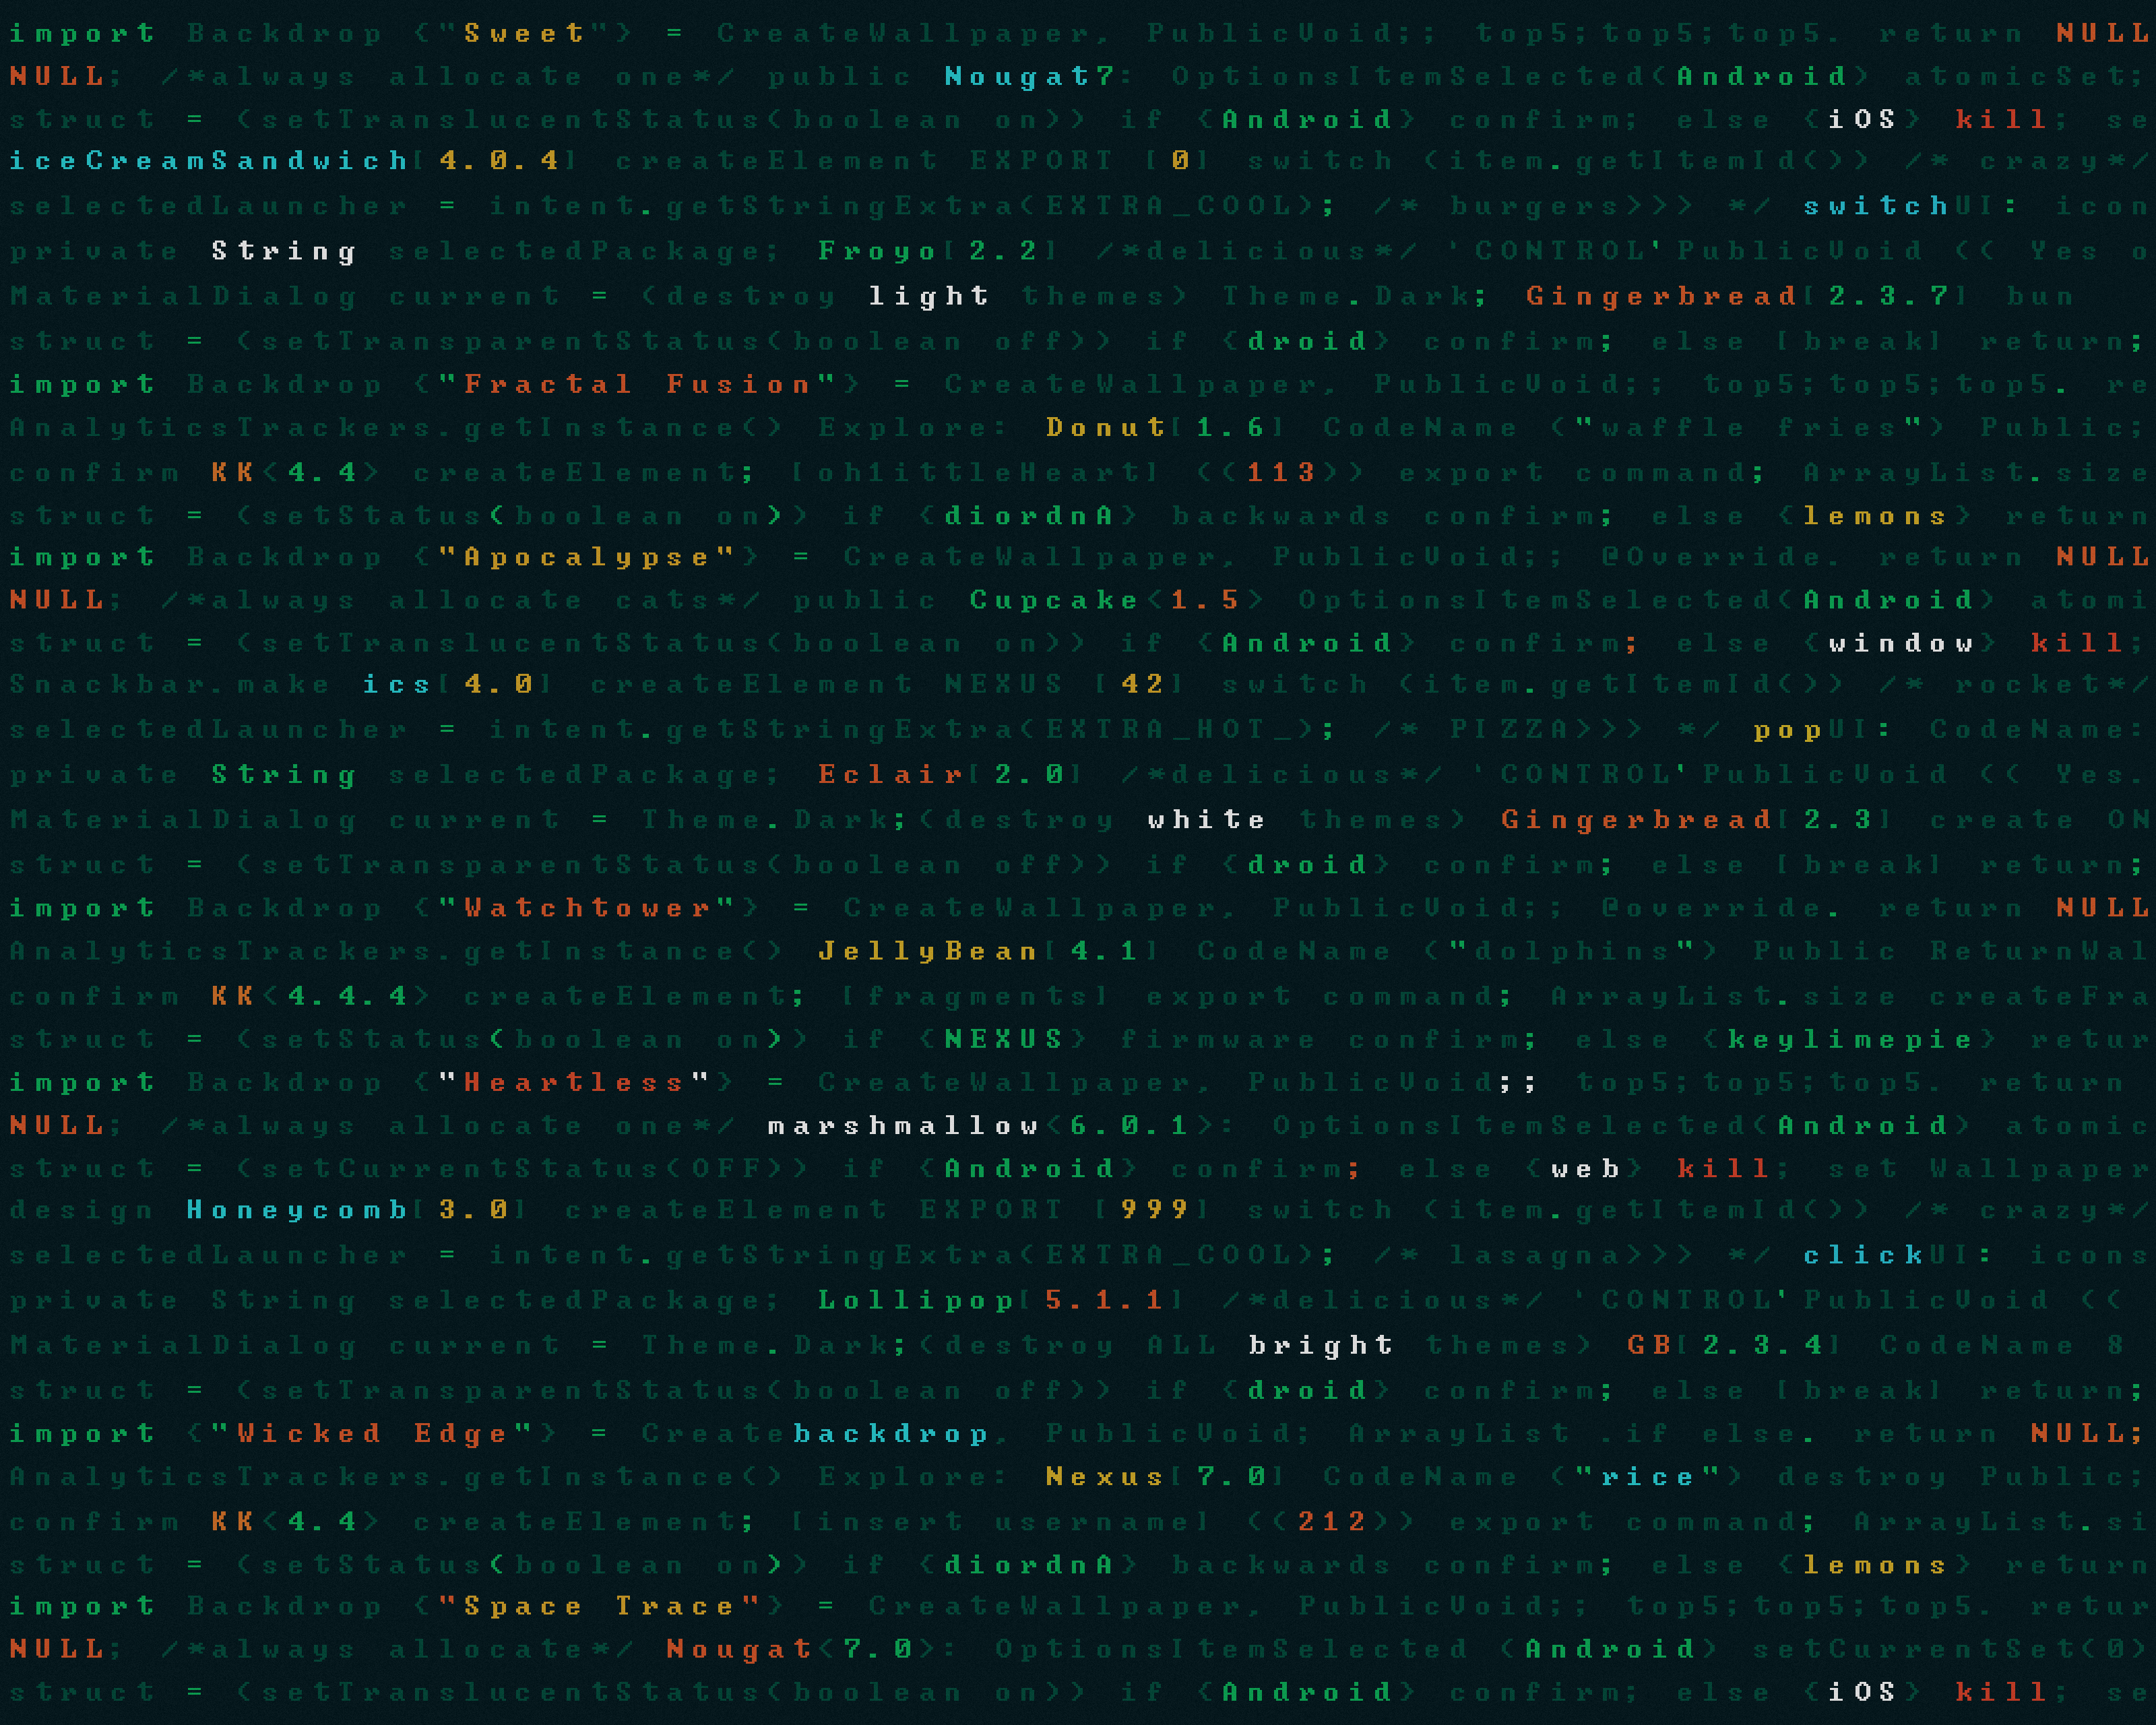 import Backdrop {"Sweet"} = CreateWallpaper, PublicVoid;; top5;top5;top5. return NULL
NULL; /*always allocate one*/ public Nougat7: OptionsItemSelected(Android) atomicSet;
struct = (setTranslucentStatus(boolean on)) if {Android} confirm; else {iOS} kill; se
iceCreamSandwich[4.0.4] createElement EXPORT [0] switch (item.getItemId()) /* crazy*/
selectedLauncher = intent.getStringExtra(EXTRA_COOL); /* burgers>>> */ switchUI: icon
private String selectedPackage; Froyo[2.2] /*delicious*/ 'CONTROL'PublicVoid (( Yes o
MaterialDialog current = (destroy light themes) Theme.Dark; Gingerbread[2.3.7] bun
struct = (setTransparentStatus(boolean off)) if {droid} confirm; else [break] return;
import Backdrop {"Fractal Fusion"} = CreateWallpaper, PublicVoid;; top5;top5;top5. re
AnalyticsTrackers.getInstance() Explore: Donut[1.6] CodeName ("waffle fries") Public;
confirm KK<4.4> createElement; [oh1ittleHeart] ((113)) export command; ArrayList.size
struct = (setStatus(boolean on)) if {diordnA} backwards confirm; else {lemons} return
import Backdrop {"Apocalypse"} = CreateWallpaper, PublicVoid;; @Override. return NULL
NULL; /*always allocate cats*/ public Cupcake<1.5> OptionsItemSelected(Android) atomi
struct = (setTranslucentStatus(boolean on)) if {Android} confirm; else {window} kill;
Snackbar.make ics[4.0] createElement NEXUS [42] switch (item.getItemId()) /* rocket*/
selectedLauncher = intent.getStringExtra(EXTRA_HOT_); /* PIZZA>>> */ popUI: CodeName:
private String selectedPackage; Eclair[2.0] /*delicious*/ 'CONTROL'PublicVoid (( Yes.
MaterialDialog current = Theme.Dark;(destroy white themes) Gingerbread[2.3] create ON
struct = (setTransparentStatus(boolean off)) if {droid} confirm; else [break] return;
import Backdrop {"Watchtower"} = CreateWallpaper, PublicVoid;; @override. return NULL
AnalyticsTrackers.getInstance() JellyBean[4.1] CodeName ("dolphins") Public ReturnWal
confirm KK<4.4.4> createElement; [fragments] export command; ArrayList.size createFra
struct = (setStatus(boolean on)) if {NEXUS} firmware confirm; else {keylimepie} retur
import Backdrop {"Heartless"} = CreateWallpaper, PublicVoid;; top5;top5;top5. return
NULL; /*always allocate one*/ marshmallow<6.0.1>: OptionsItemSelected(Android) atomic
struct = (setCurrentStatus(OFF)) if {Android} confirm; else {web} kill; set Wallpaper
design Honeycomb[3.0] createElement EXPORT [999] switch (item.getItemId()) /* crazy*/
selectedLauncher = intent.getStringExtra(EXTRA_COOL); /* lasagna>>> */ clickUI: icons
private String selectedPackage; Lollipop[5.1.1] /*delicious*/ 'CONTROL'PublicVoid ((
MaterialDialog current = Theme.Dark;(destroy ALL bright themes) GB[2.3.4] CodeName 8
struct = (setTransparentStatus(boolean off)) if {droid} confirm; else [break] return;
import {"Wicked Edge"} = Createbackdrop, PublicVoid; ArrayList .if else. return NULL;
AnalyticsTrackers.getInstance() Explore: Nexus[7.0] CodeName ("rice") destroy Public;
confirm KK<4.4> createElement; [insert username] ((212)) export command; ArrayList.si
struct = (setStatus(boolean on)) if {diordnA} backwards confirm; else {lemons} return
import Backdrop {"Space Trace"} = CreateWallpaper, PublicVoid;; top5;top5;top5. retur
NULL; /*always allocate*/ Nougat<7.0>: OptionsItemSelected (Android) setCurrentSet(0)
struct = (setTranslucentStatus(boolean on)) if {Android} confirm; else {iOS} kill; se